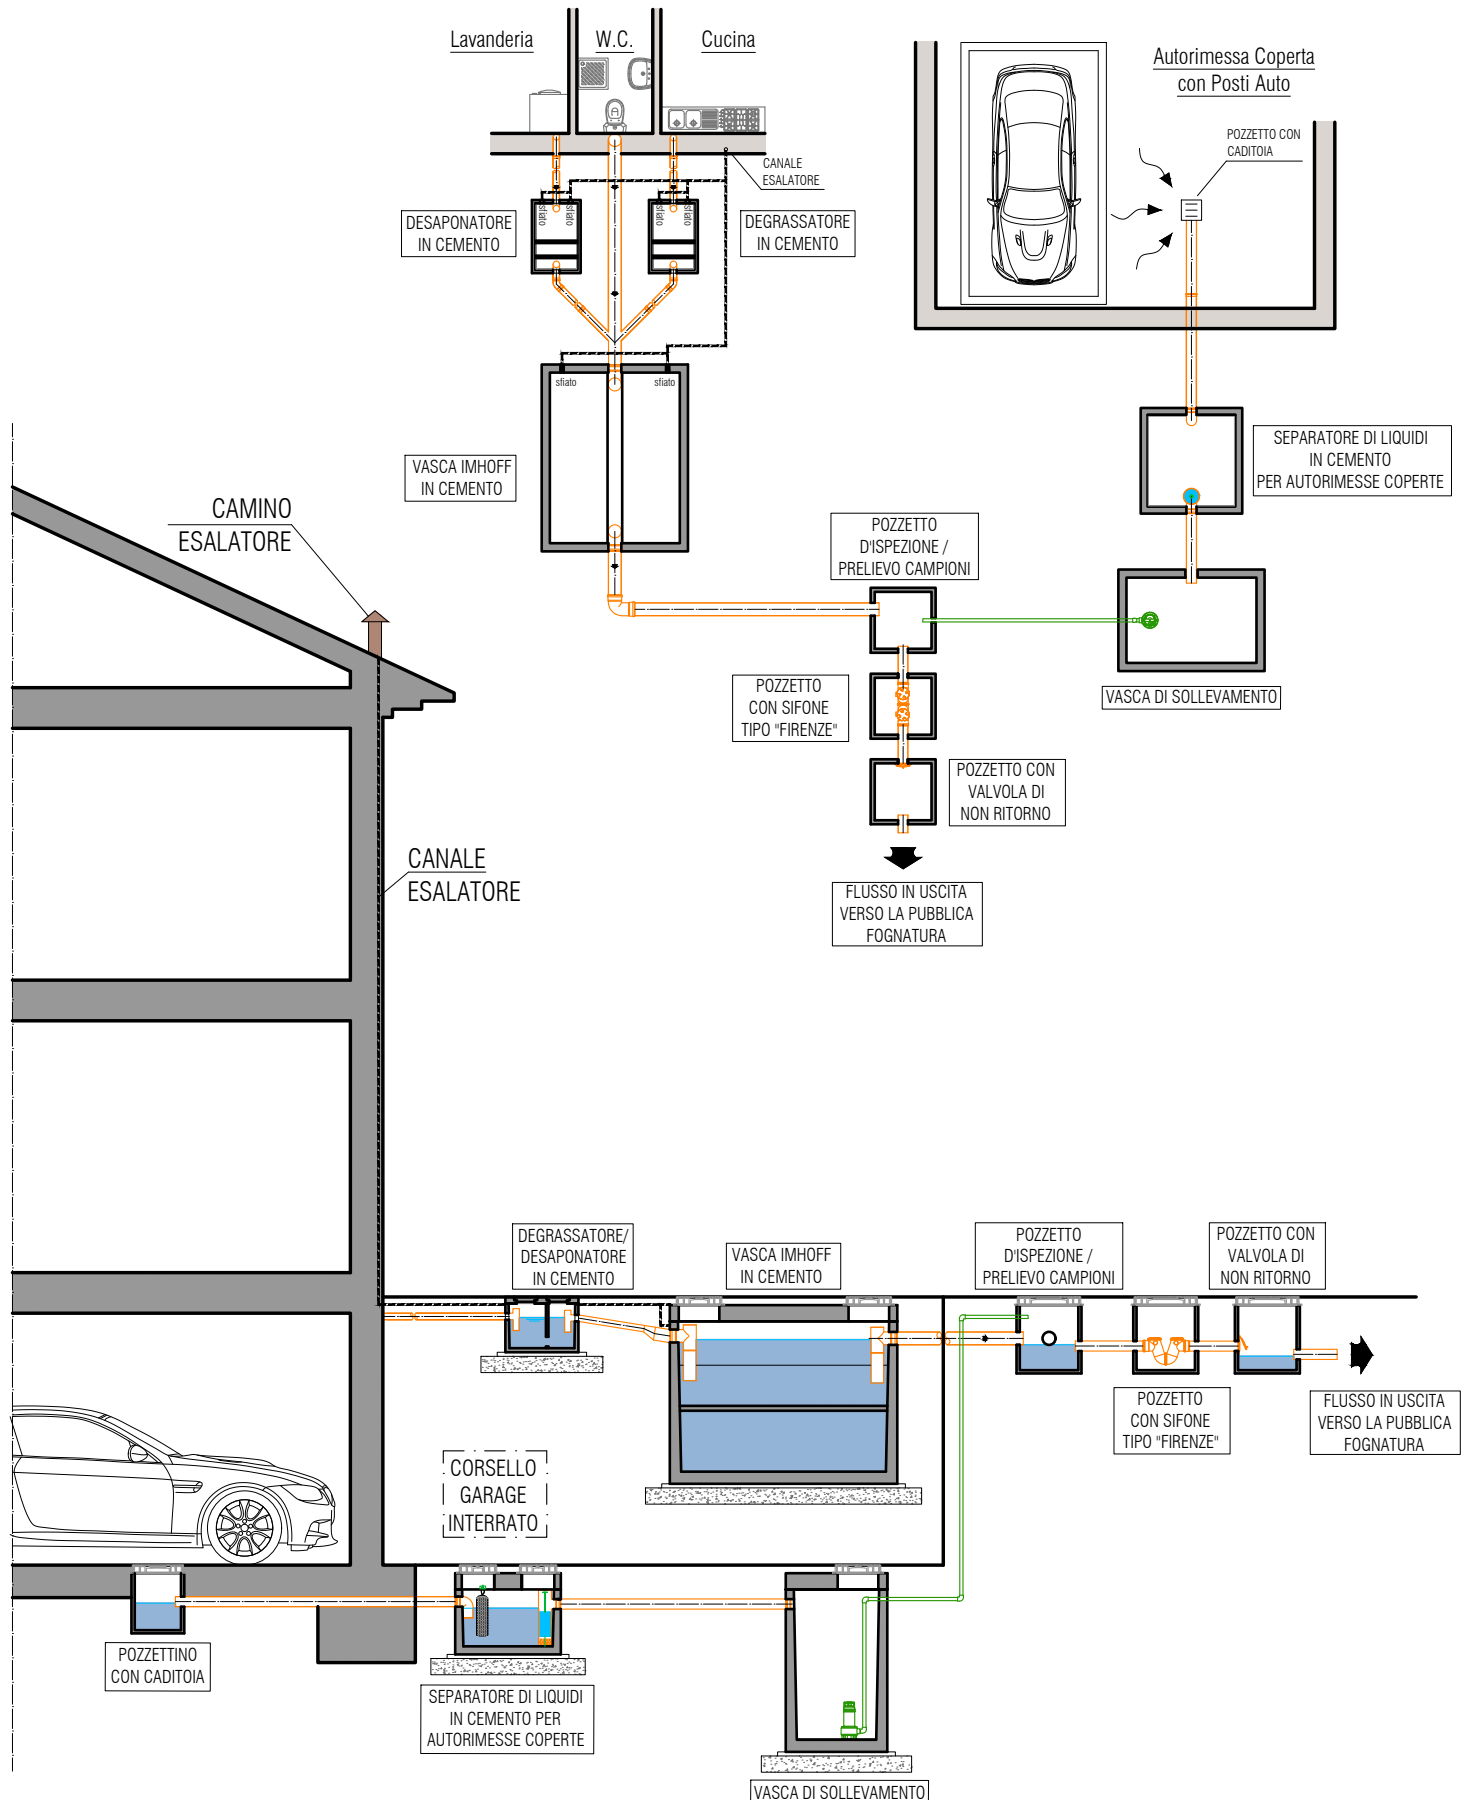 Lavanderia
W.C.
Cucina
Autorimessa Coperta
con Posti Auto
POZZETTO CON
CADITOIA
CANALE
ESALATORE
sfiato
sfiato
sfiato
sfiato
DESAPONATORE
IN CEMENTO
DEGRASSATORE
IN CEMENTO
sfiato
sfiato
VASCA IMHOFF
IN CEMENTO
SEPARATORE DI LIQUIDI
IN CEMENTO
PER AUTORIMESSE COPERTE
CAMINO
ESALATORE
POZZETTO
D'ISPEZIONE /
PRELIEVO CAMPIONI
POZZETTO
CON SIFONE
TIPO "FIRENZE"
VASCA DI SOLLEVAMENTO
POZZETTO CON
VALVOLA DI
NON RITORNO
CANALE
ESALATORE
FLUSSO IN USCITA
VERSO LA PUBBLICA
FOGNATURA
DEGRASSATORE/
DESAPONATORE
IN CEMENTO
VASCA IMHOFF
IN CEMENTO
POZZETTO
D'ISPEZIONE /
PRELIEVO CAMPIONI
POZZETTO CON
VALVOLA DI
NON RITORNO
POZZETTO
CON SIFONE
TIPO "FIRENZE"
FLUSSO IN USCITA
VERSO LA PUBBLICA
FOGNATURA
CORSELLO
GARAGE
INTERRATO
POZZETTINO
CON CADITOIA
SEPARATORE DI LIQUIDI
IN CEMENTO PER
AUTORIMESSE COPERTE
VASCA DI SOLLEVAMENTO